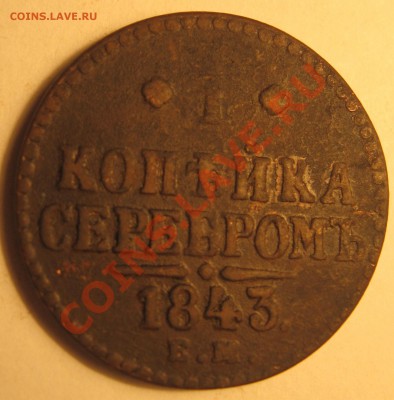 COINS.LAVE.RU
1
КОПѢЙКА
СЕРЕБРОМЪ
1843.
Е.М.
COINS.LAVE.RU